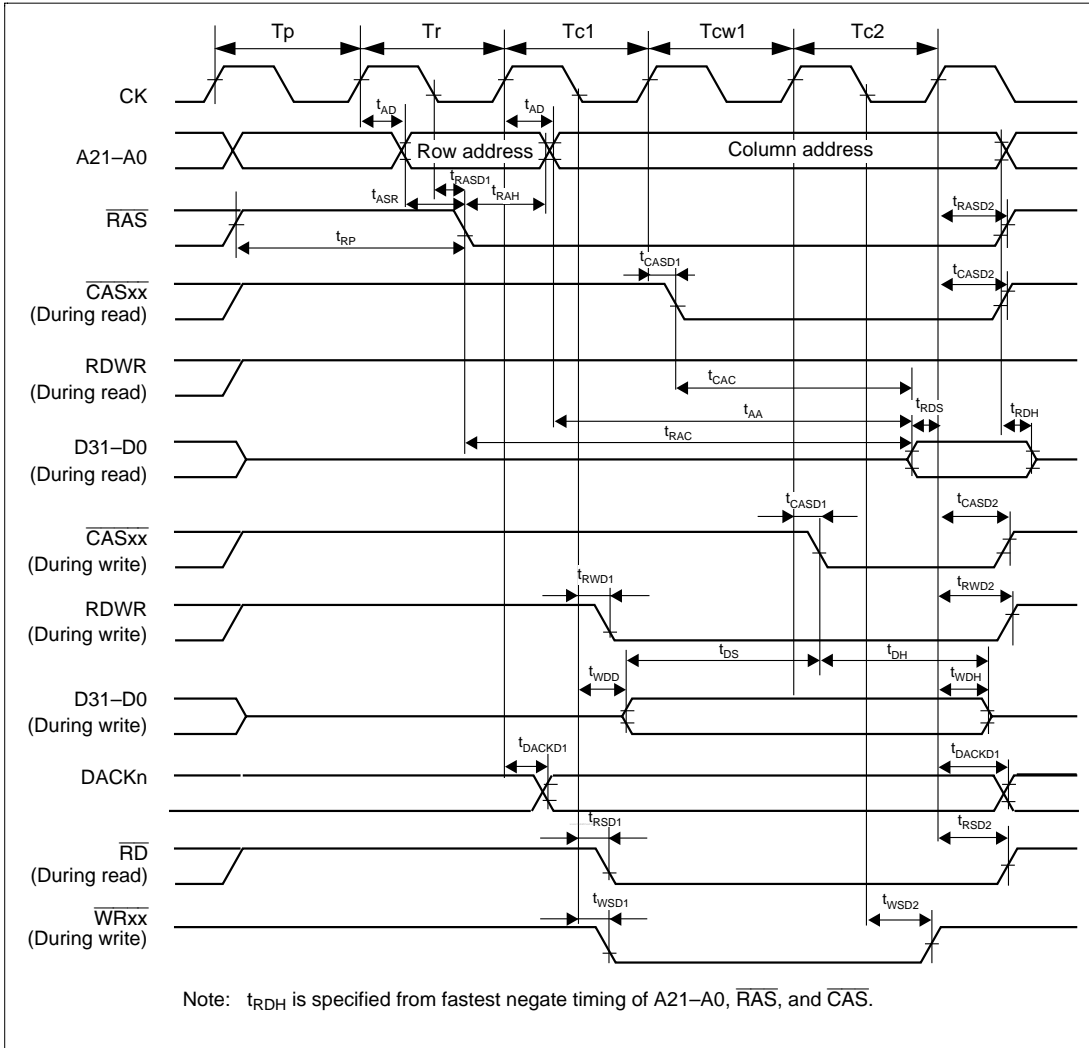 Tp Tr Tc1 Tcw1 Tc2
CK
tAD tAD
A21–A0 Row address Column address
tRASD1
tASR tRAH
RAS tRASD2
tRP
tCASD1
CASxx tCASD2
(During read)
RDWR
(During read) tCAC
tRDS
tAA tRDH
D31–D0 tRAC
(During read)
tCASD1 tCASD2
CASxx
(During write)
tRWD1 tRWD2
RDWR
(During write)
tDS tDH
tWDD tWDH
D31–D0
(During write)
tDACKD1 tDACKD1
DACKn
tRSD1 tRSD2
RD
(During read)
tWSD1 tWSD2
WRxx
(During write)
Note: tRDH is specified from fastest negate timing of A21–A0, RAS, and CAS.